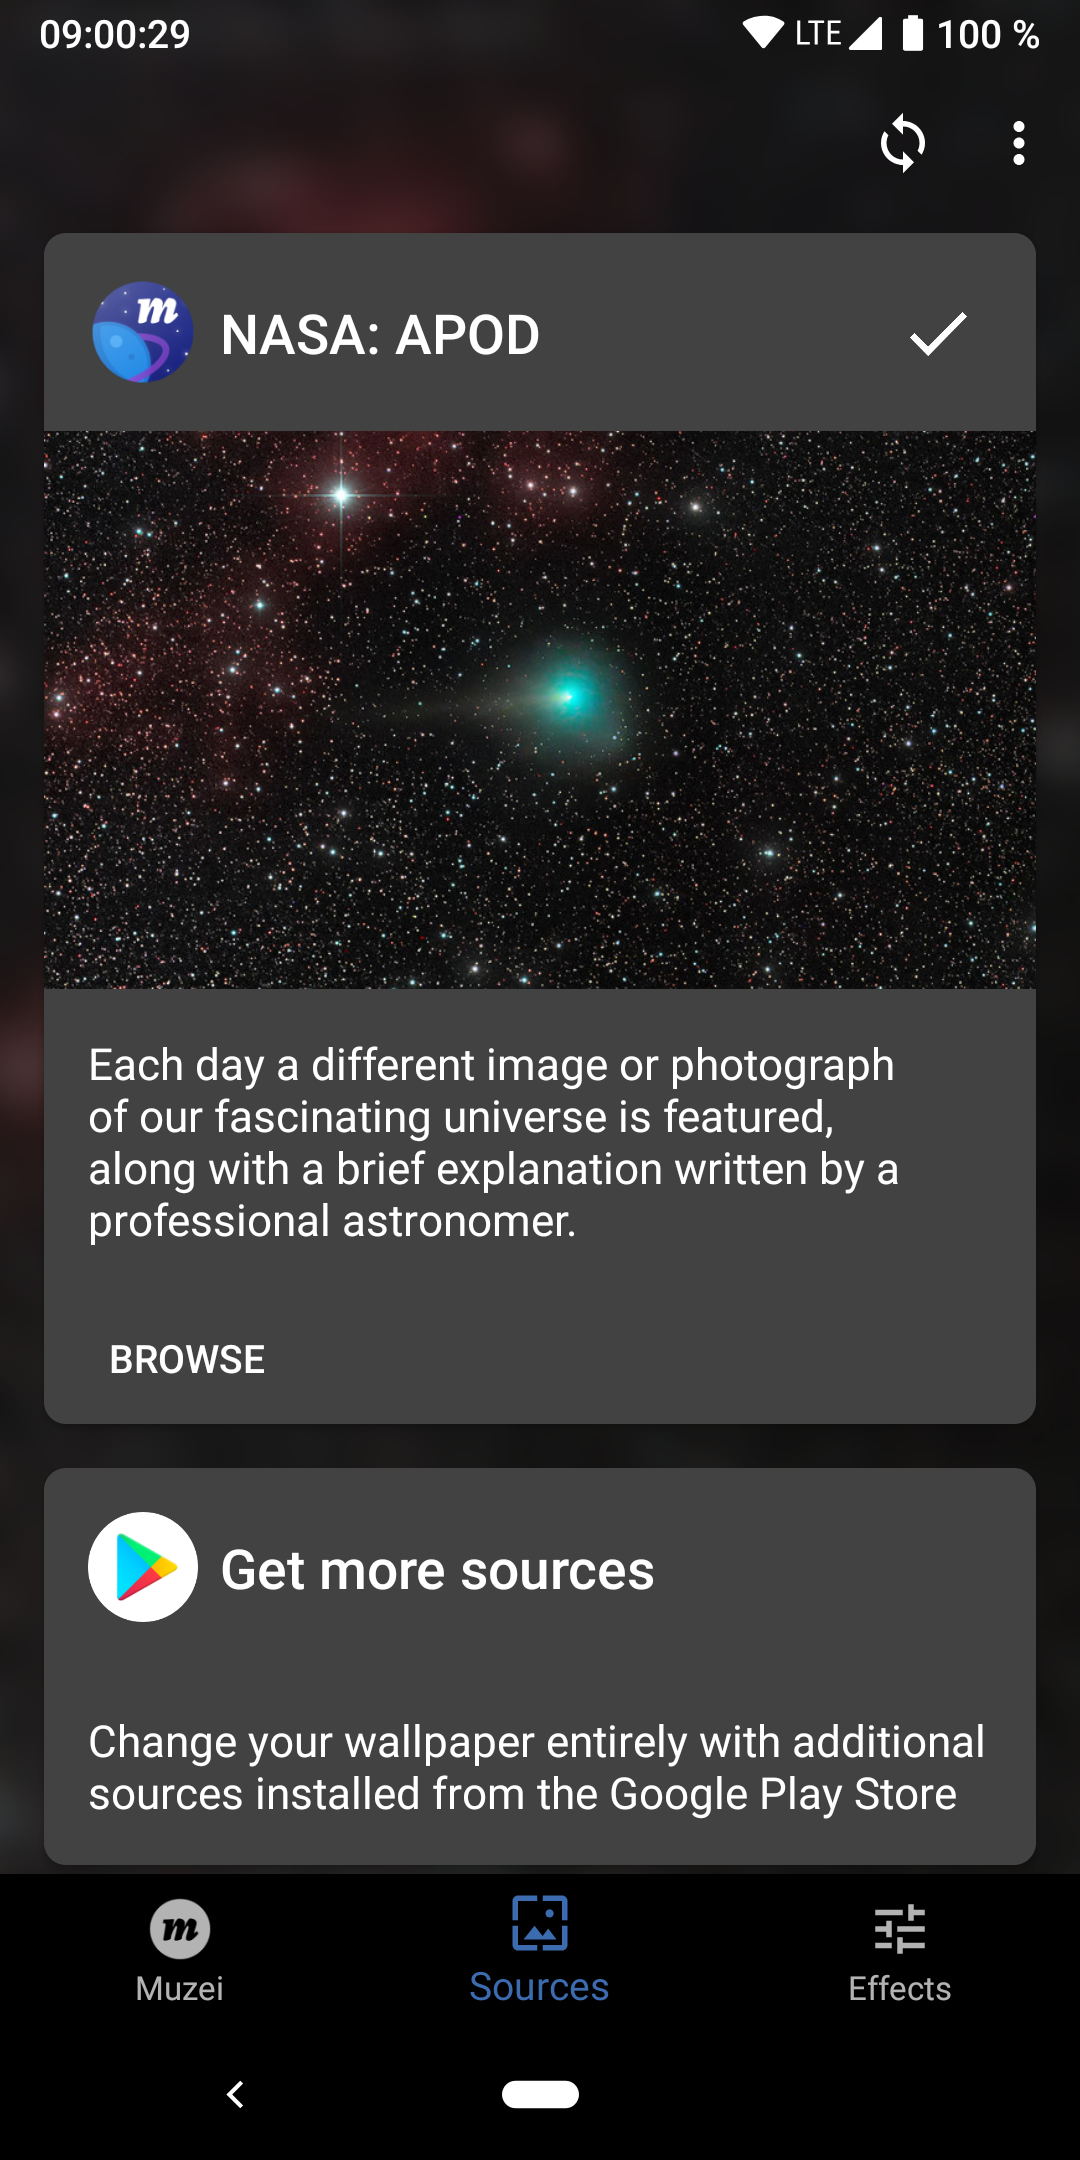 09:00:29 LTE 100 %
m
NASA: APOD
Each day a different image or photograph
of our fascinating universe is featured,
along with a brief explanation written by a
professional astronomer.
BROWSE
Get more sources
Change your wallpaper entirely with additional
sources installed from the Google Play Store
m
Muzei Sources Effects